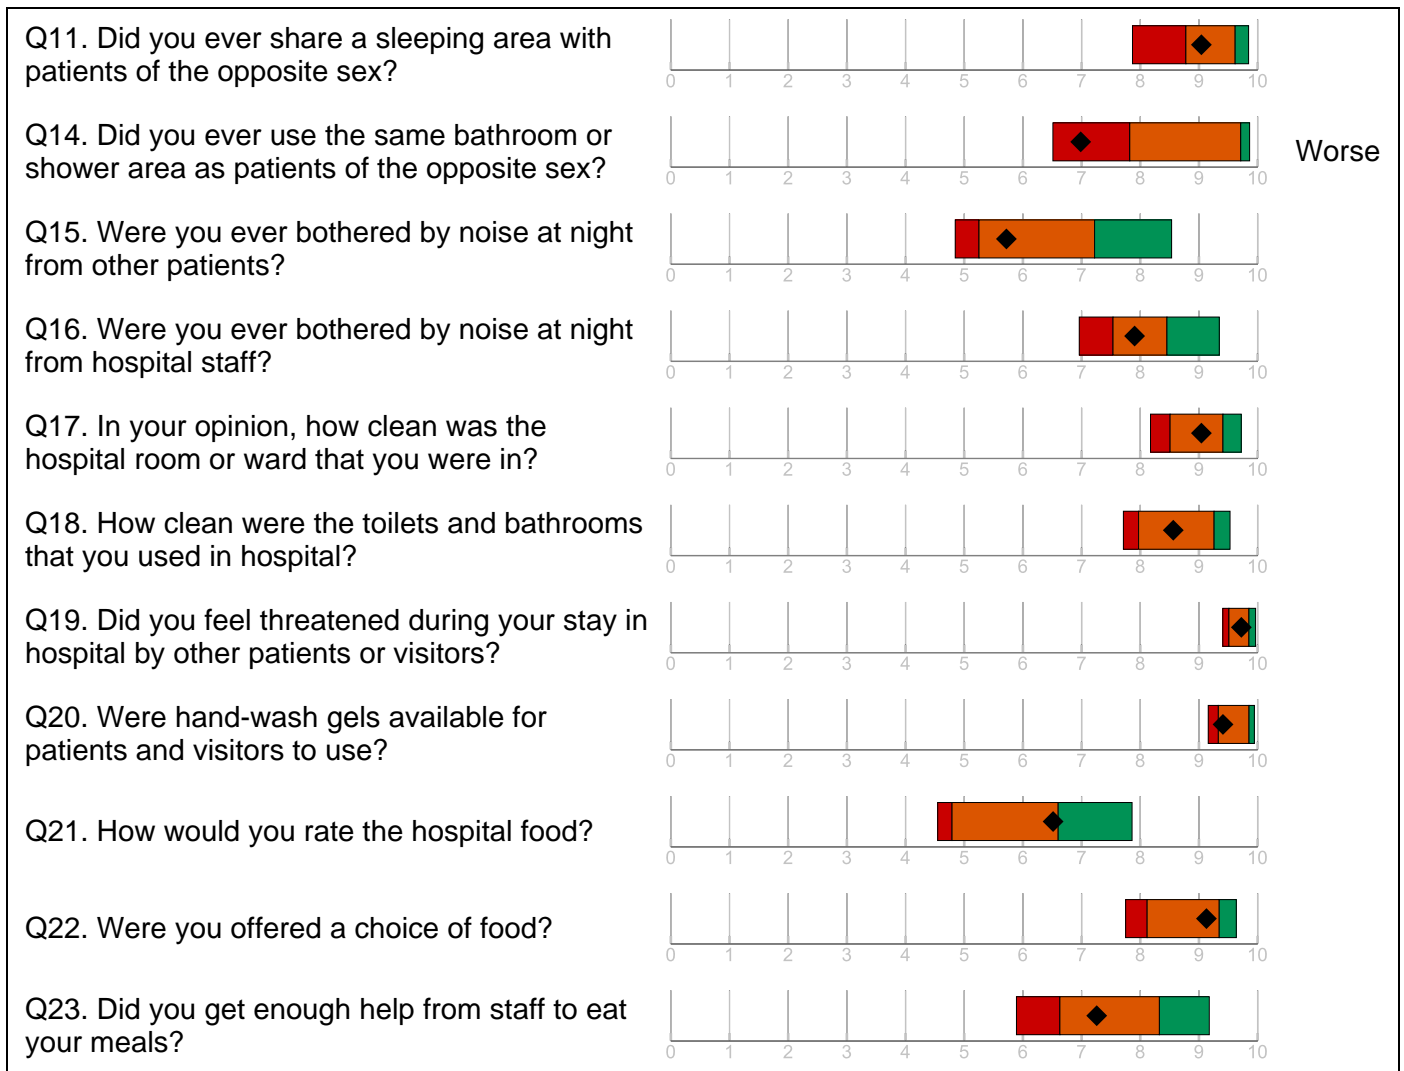 Q11. Did you ever share a sleeping area with
patients of the opposite sex?
0 1 2 3 4 5 6 7 8 9 10
Q14. Did you ever use the same bathroom or
shower area as patients of the opposite sex?
Worse
0 1 2 3 4 5 6 7 8 9 10
Q15. Were you ever bothered by noise at night
from other patients?
0 1 2 3 4 5 6 7 8 9 10
Q16. Were you ever bothered by noise at night
from hospital staff?
0 1 2 3 4 5 6 7 8 9 10
Q17. In your opinion, how clean was the
hospital room or ward that you were in?
0 1 2 3 4 5 6 7 8 9 10
Q18. How clean were the toilets and bathrooms
that you used in hospital?
0 1 2 3 4 5 6 7 8 9 10
Q19. Did you feel threatened during your stay in
hospital by other patients or visitors?
0 1 2 3 4 5 6 7 8 9 10
Q20. Were hand-wash gels available for
patients and visitors to use?
0 1 2 3 4 5 6 7 8 9 10
Q21. How would you rate the hospital food?
0 1 2 3 4 5 6 7 8 9 10
Q22. Were you offered a choice of food?
0 1 2 3 4 5 6 7 8 9 10
Q23. Did you get enough help from staff to eat
your meals?
0 1 2 3 4 5 6 7 8 9 10